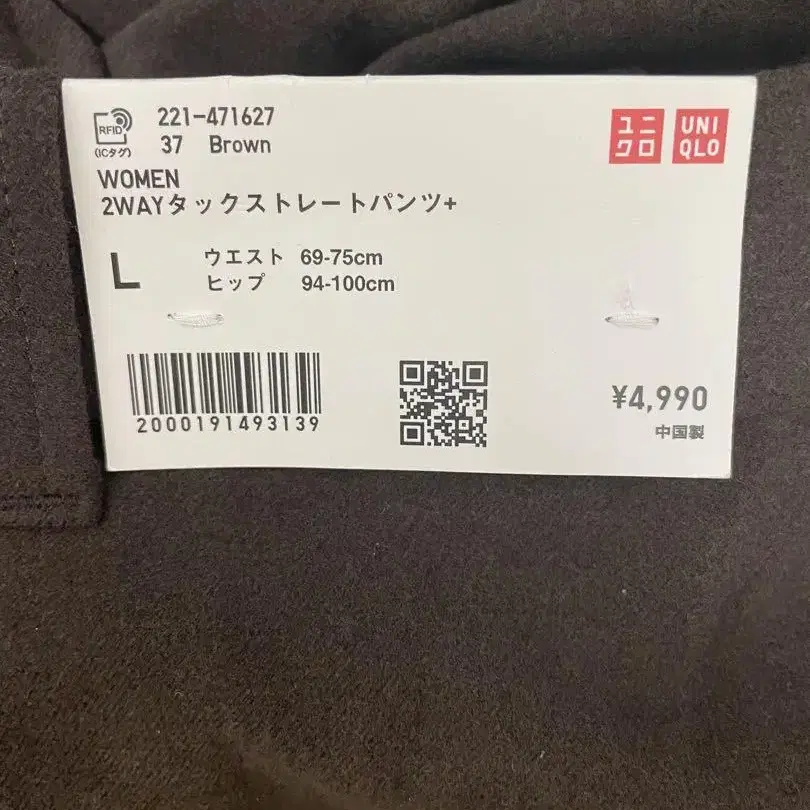 221-471627
37 Brown
RFID
(ICタグ)
ユニ
クロ
UNI
QLO
WOMEN
2WAYタックストレートパンツ+
L
ウエスト 69-75cm
ヒップ 94-100cm
2000191493139
¥4,990
中国製